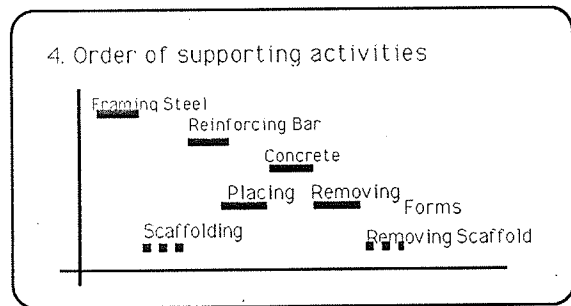 4. Order of supporting activities
Framing Steel
Reinforcing Bar
Concrete
Placing Removing
Forms
Scaffolding
Removing Scaffold